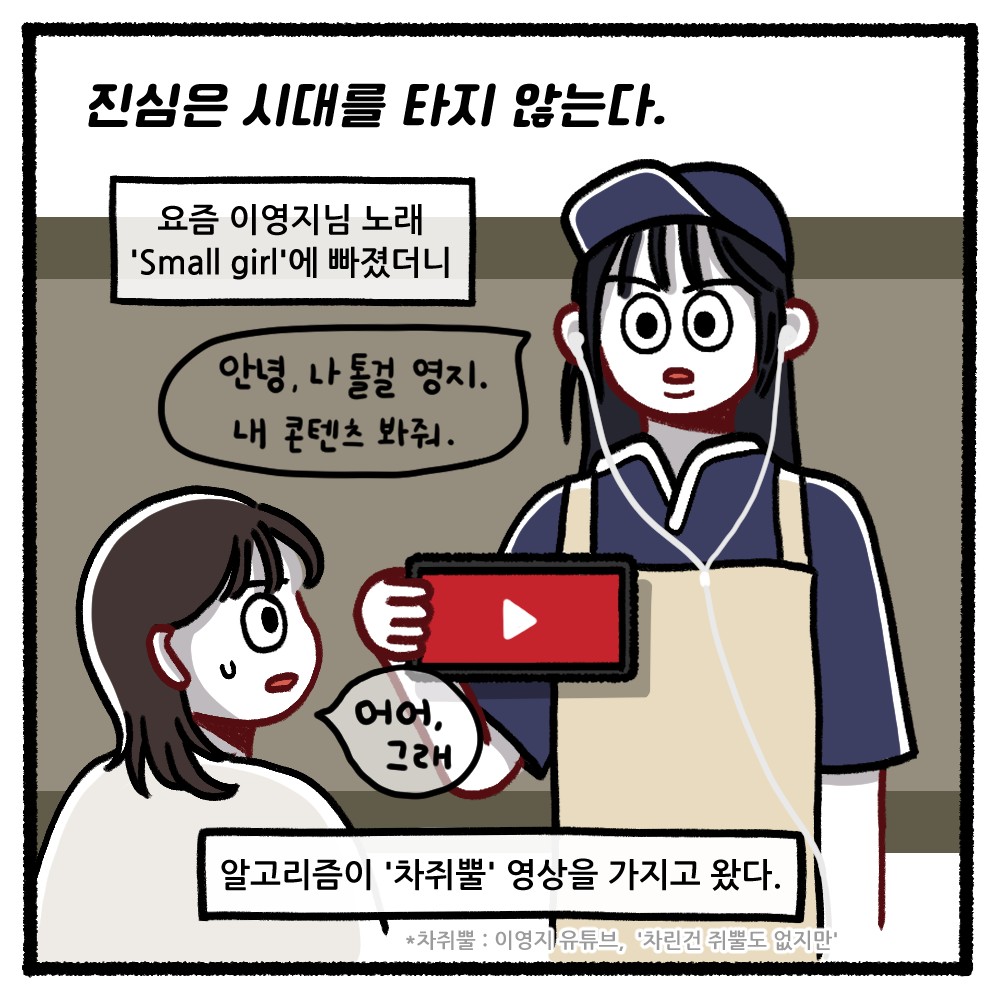 진심은 시대를 타지 않는다.
요즘 이영지님 노래
'Small girl'에 빠졌더니
안녕, 나 톨걸 영지.
내 콘텐츠 봐줘.
어어,
그래
알고리즘이 '차쥐뿔' 영상을 가지고 왔다.
*차쥐뿔 : 이영지 유튜브, '차린건 쥐뿔도 없지만'